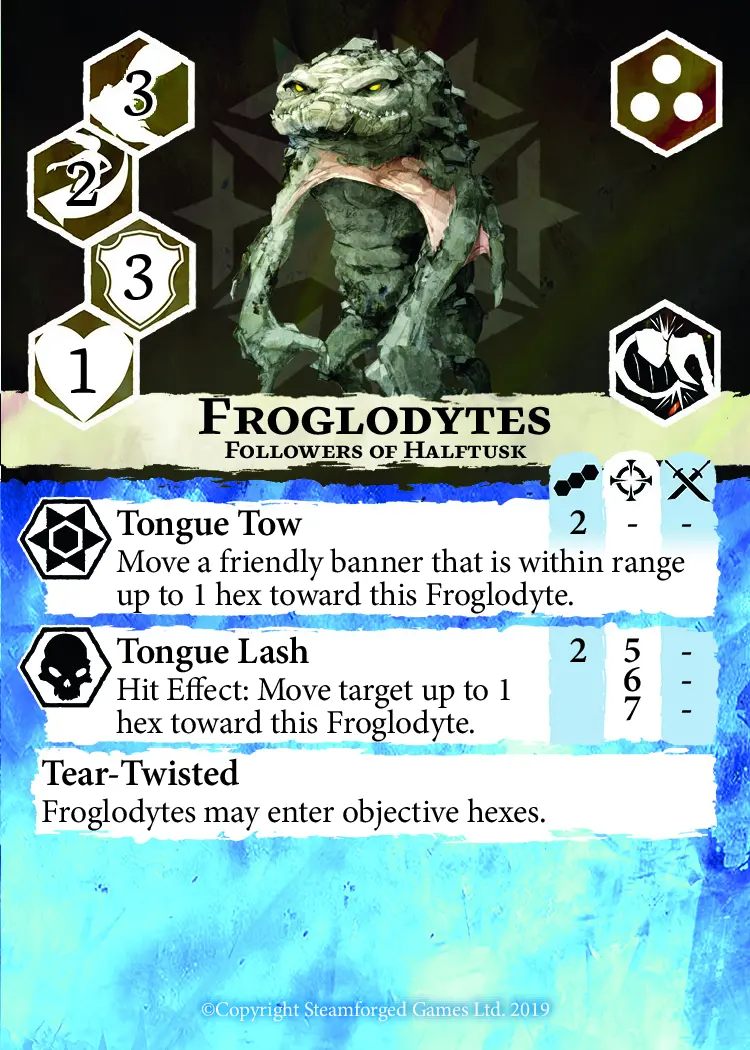 3
2
3
1
Froglodytes
Followers of Halftusk
Tongue Tow 2 - -
Move a friendly banner that is within range
up to 1 hex toward this Froglodyte.
Tongue Lash 2 5 -
6 -
Hit Effect: Move target up to 1
7 -
hex toward this Froglodyte.
Tear-Twisted
Froglodytes may enter objective hexes.
©Copyright Steamforged Games Ltd. 2019